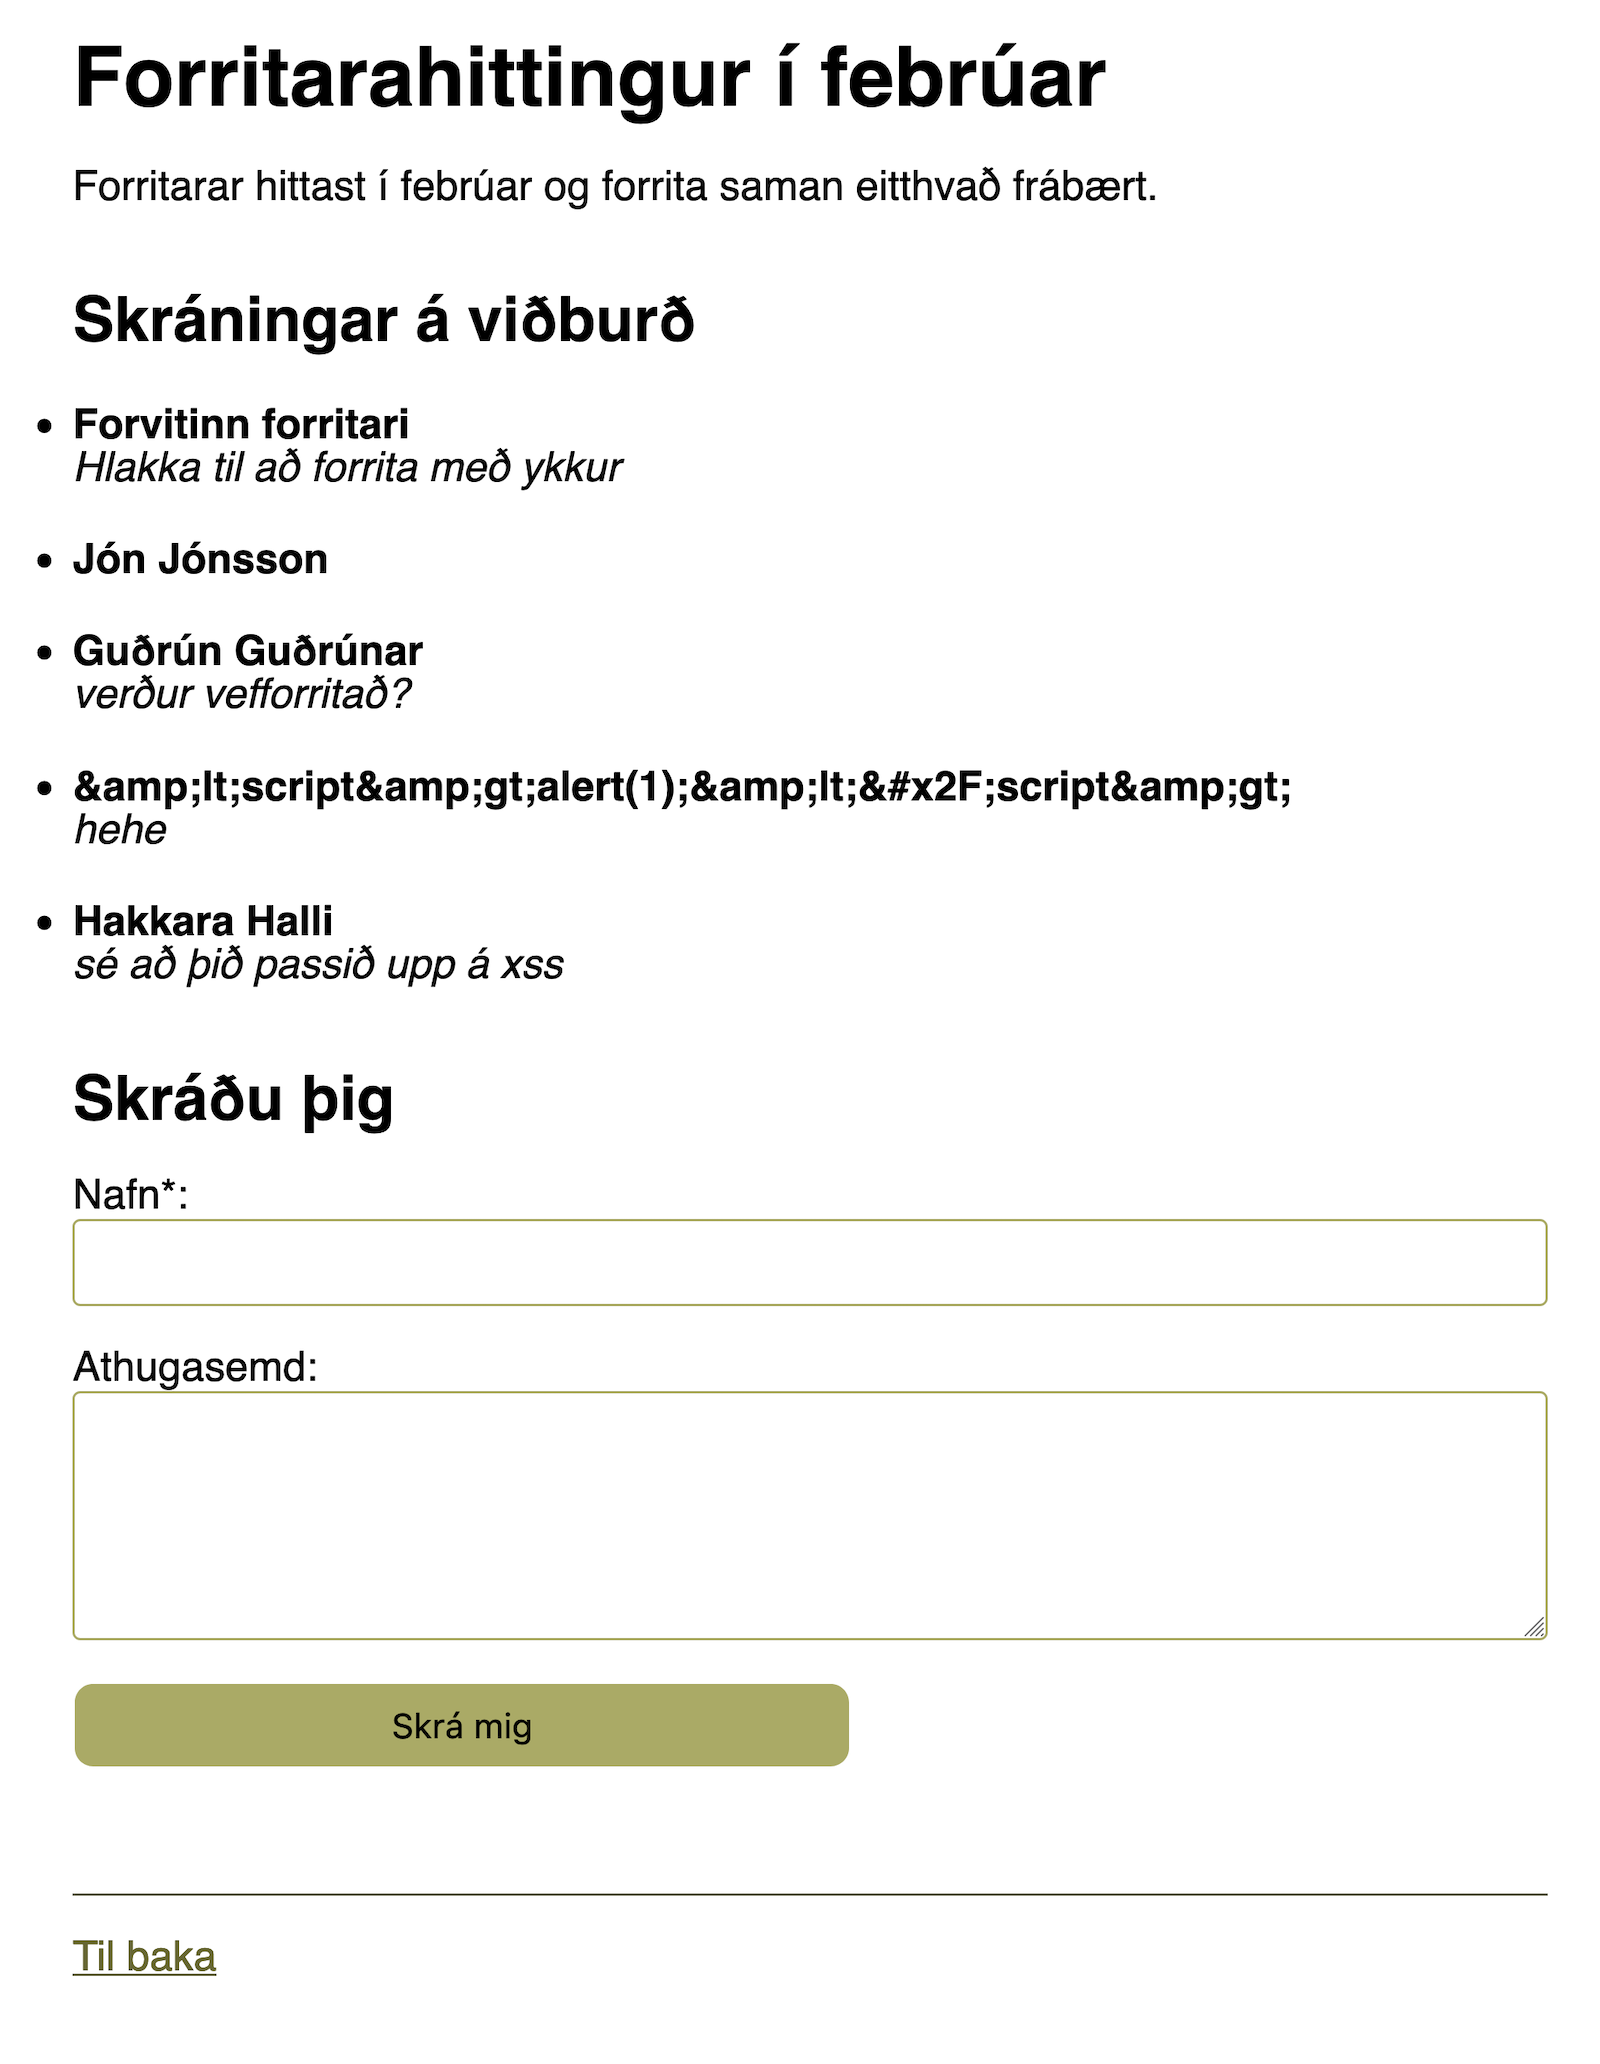 Forritarahittingur í febrúar
Forritarar hittast í febrúar og forrita saman eitthvað frábært.
Skráningar á viðburð
Forvitinn forritari
Hlakka til að forrita með ykkur
Jón Jónsson
Guðrún Guðrúnar
verður vefforritað?
&amp;lt;script&amp;gt;alert(1);&amp;lt;&#x2F;script&amp;gt;
hehe
Hakkara Halli
sé að þið passið upp á xss
Skráðu þig
Nafn*:
Athugasemd:
Skrá mig
Til baka